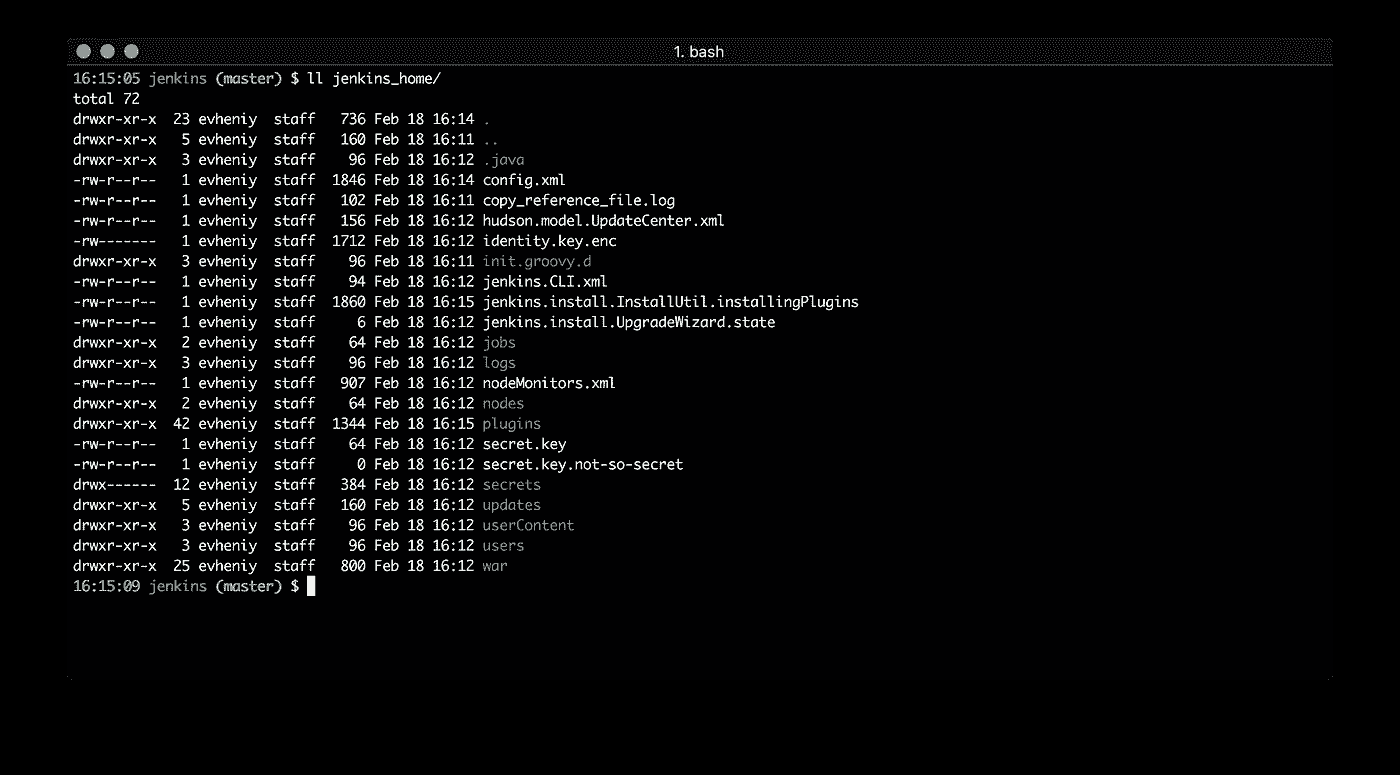 1. bash
16:15:05 jenkins (master) $ ll jenkins_home/
total 72
drwxr-xr-x  23 evheniy  staff   736 Feb 18 16:14 .
drwxr-xr-x   5 evheniy  staff   160 Feb 18 16:11 ..
drwxr-xr-x   3 evheniy  staff    96 Feb 18 16:12 .java
-rw-r--r--   1 evheniy  staff  1846 Feb 18 16:14 config.xml
-rw-r--r--   1 evheniy  staff   102 Feb 18 16:11 copy_reference_file.log
-rw-r--r--   1 evheniy  staff   156 Feb 18 16:12 hudson.model.UpdateCenter.xml
-rw-------   1 evheniy  staff  1712 Feb 18 16:12 identity.key.enc
drwxr-xr-x   3 evheniy  staff    96 Feb 18 16:11 init.groovy.d
-rw-r--r--   1 evheniy  staff    94 Feb 18 16:12 jenkins.CLI.xml
-rw-r--r--   1 evheniy  staff  1860 Feb 18 16:15 jenkins.install.InstallUtil.installingPlugins
-rw-r--r--   1 evheniy  staff     6 Feb 18 16:12 jenkins.install.UpgradeWizard.state
drwxr-xr-x   2 evheniy  staff    64 Feb 18 16:12 jobs
drwxr-xr-x   3 evheniy  staff    96 Feb 18 16:12 logs
-rw-r--r--   1 evheniy  staff   907 Feb 18 16:12 nodeMonitors.xml
drwxr-xr-x   2 evheniy  staff    64 Feb 18 16:12 nodes
drwxr-xr-x  42 evheniy  staff  1344 Feb 18 16:15 plugins
-rw-r--r--   1 evheniy  staff    64 Feb 18 16:12 secret.key
-rw-r--r--   1 evheniy  staff     0 Feb 18 16:12 secret.key.not-so-secret
drwx------  12 evheniy  staff   384 Feb 18 16:12 secrets
drwxr-xr-x   5 evheniy  staff   160 Feb 18 16:12 updates
drwxr-xr-x   3 evheniy  staff    96 Feb 18 16:12 userContent
drwxr-xr-x   3 evheniy  staff    96 Feb 18 16:12 users
drwxr-xr-x  25 evheniy  staff   800 Feb 18 16:12 war
16:15:09 jenkins (master) $